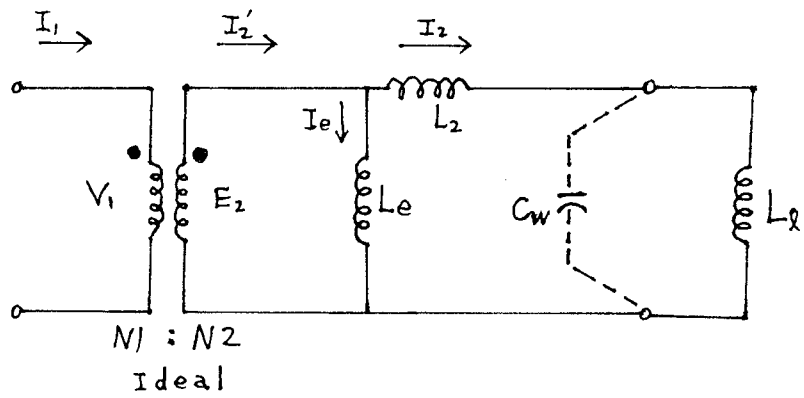 I₁
I₂'
I₂
Ie
L₂
V₁
E₂
Le
Cw
Lℓ
N1 : N2
Ideal